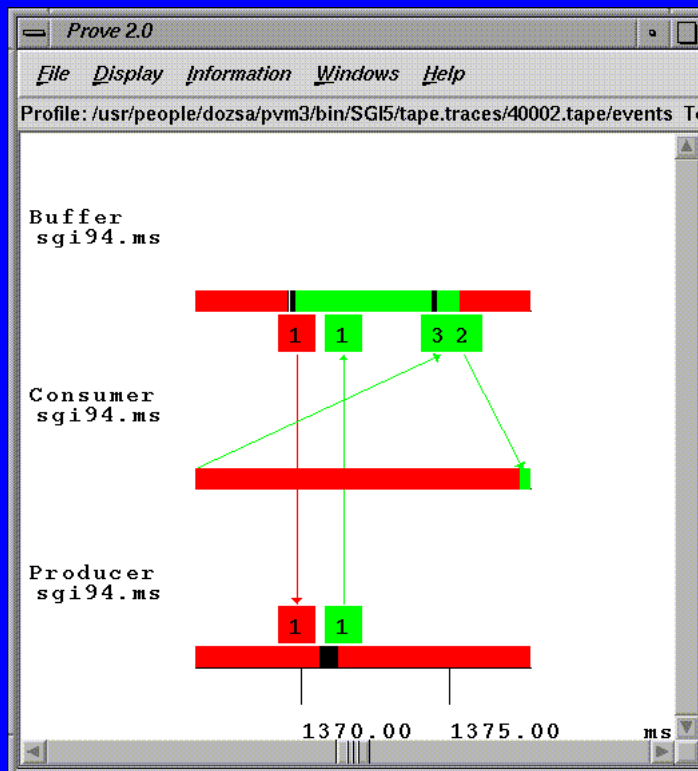 Prove 2.0
File Display Information Windows Help
Profile: /usr/people/dozsa/pvm3/bin/SGI5/tape.traces/40002.tape/events
Buffer
sgi94.ms
1 1 3 2
Consumer
sgi94.ms
Producer
sgi94.ms
1 1
1370.00 1375.00 ms